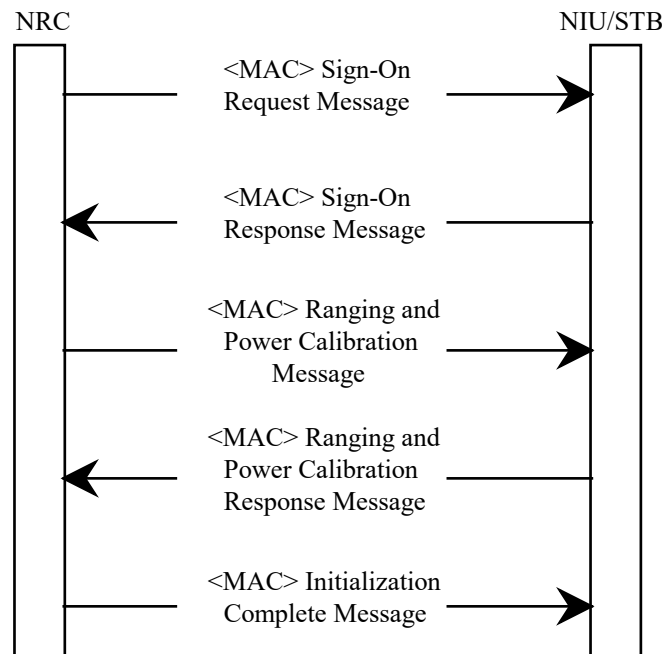 NRC
NIU/STB
<MAC> Sign-On
Request Message
<MAC> Sign-On
Response Message
<MAC> Ranging and
Power Calibration
Message
<MAC> Ranging and
Power Calibration
Response Message
<MAC> Initialization
Complete Message